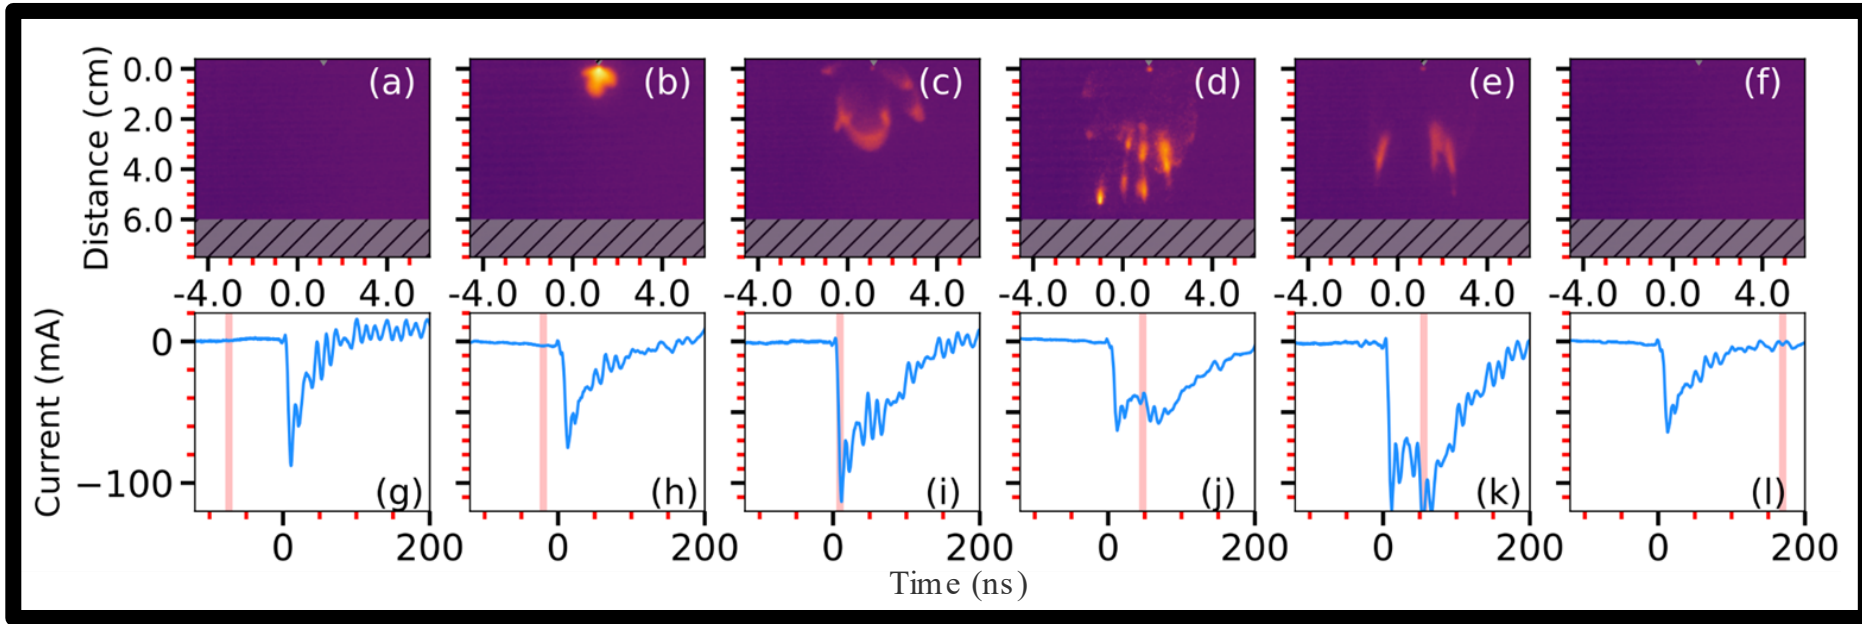 (a) (b) (c) (d) (e) (f)
Distance (cm)
0.0
2.0
4.0
6.0
-4.0 0.0 4.0 -4.0 0.0 4.0 -4.0 0.0 4.0 -4.0 0.0 4.0 -4.0 0.0 4.0 -4.0 0.0 4.0
Current (mA)
0
−100
(g) (h) (i) (j) (k) (l)
0 200 0 200 0 200 0 200 0 200 0 200
Time (ns)